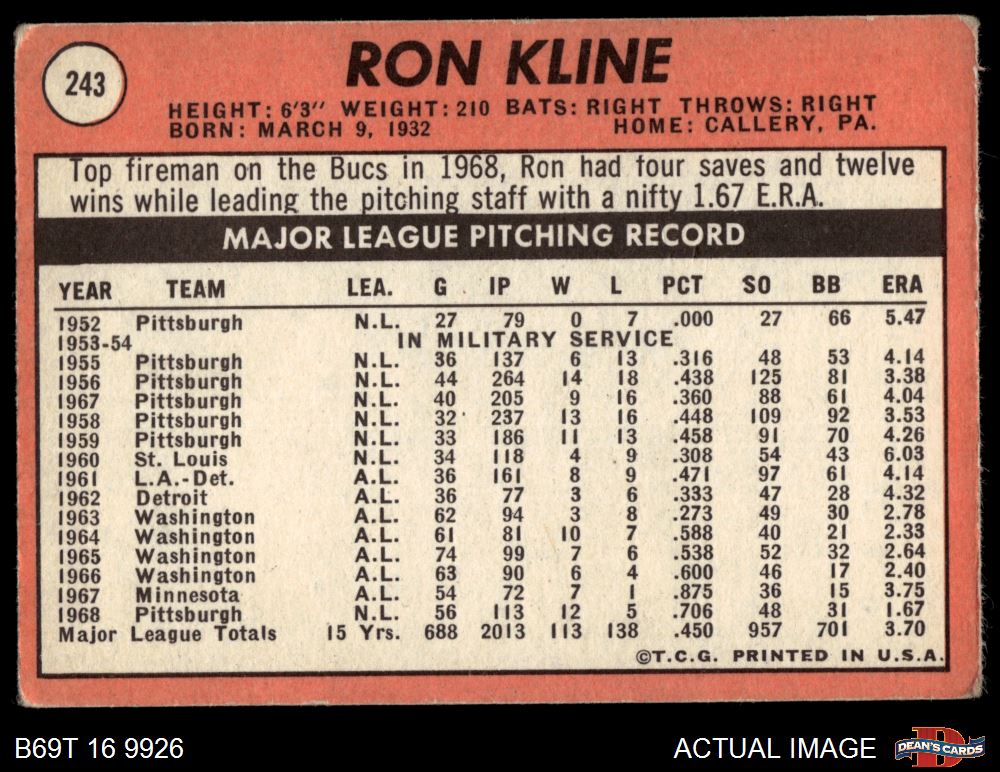 243
RON KLINE
HEIGHT: 6'3" WEIGHT: 210 BATS: RIGHT THROWS: RIGHT
BORN: MARCH 9, 1932 HOME: CALLERY, PA.
Top fireman on the Bucs in 1968, Ron had four saves and twelve
wins while leading the pitching staff with a nifty 1.67 E.R.A.
MAJOR LEAGUE PITCHING RECORD
YEAR TEAM LEA. G IP W L PCT SO BB ERA
1952 Pittsburgh N.L. 27 79 0 7 .000 27 66 5.47
1953-54 IN MILITARY SERVICE
1955 Pittsburgh N.L. 36 137 6 13 .316 48 53 4.14
1956 Pittsburgh N.L. 44 264 14 18 .438 125 81 3.38
1967 Pittsburgh N.L. 40 205 9 16 .360 88 61 4.04
1958 Pittsburgh N.L. 32 237 13 16 .448 109 92 3.53
1959 Pittsburgh N.L. 33 186 11 13 .458 91 70 4.26
1960 St. Louis N.L. 34 118 4 9 .308 54 43 6.03
1961 L.A.-Det. A.L. 36 161 8 9 .471 97 61 4.14
1962 Detroit A.L. 36 77 3 6 .333 47 28 4.32
1963 Washington A.L. 62 94 3 8 .273 49 30 2.78
1964 Washington A.L. 61 81 10 7 .588 40 21 2.33
1965 Washington A.L. 74 99 7 6 .538 52 32 2.64
1966 Washington A.L. 63 90 6 4 .600 46 17 2.40
1967 Minnesota A.L. 54 72 7 1 .875 36 15 3.75
1968 Pittsburgh N.L. 56 113 12 5 .706 48 31 1.67
Major League Totals 15 Yrs. 688 2013 113 138 .450 957 701 3.70
©T.C.G. PRINTED IN U.S.A.
B69T 16 9926 ACTUAL IMAGE
D
DEAN'S CARDS